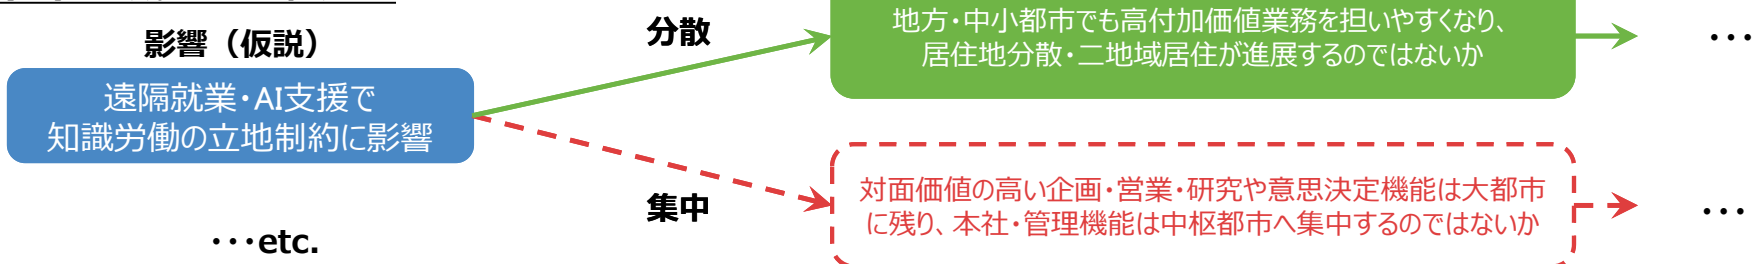 影響（仮説）
遠隔就業・AI支援で
知識労働の立地制約に影響
・・・etc.
分散
地方・中小都市でも高付加価値業務を担いやすくなり、
居住地分散・二地域居住が進展するのではないか
・・・
集中
対面価値の高い企画・営業・研究や意思決定機能は大都市
に残り、本社・管理機能は中枢都市へ集中するのではないか
・・・